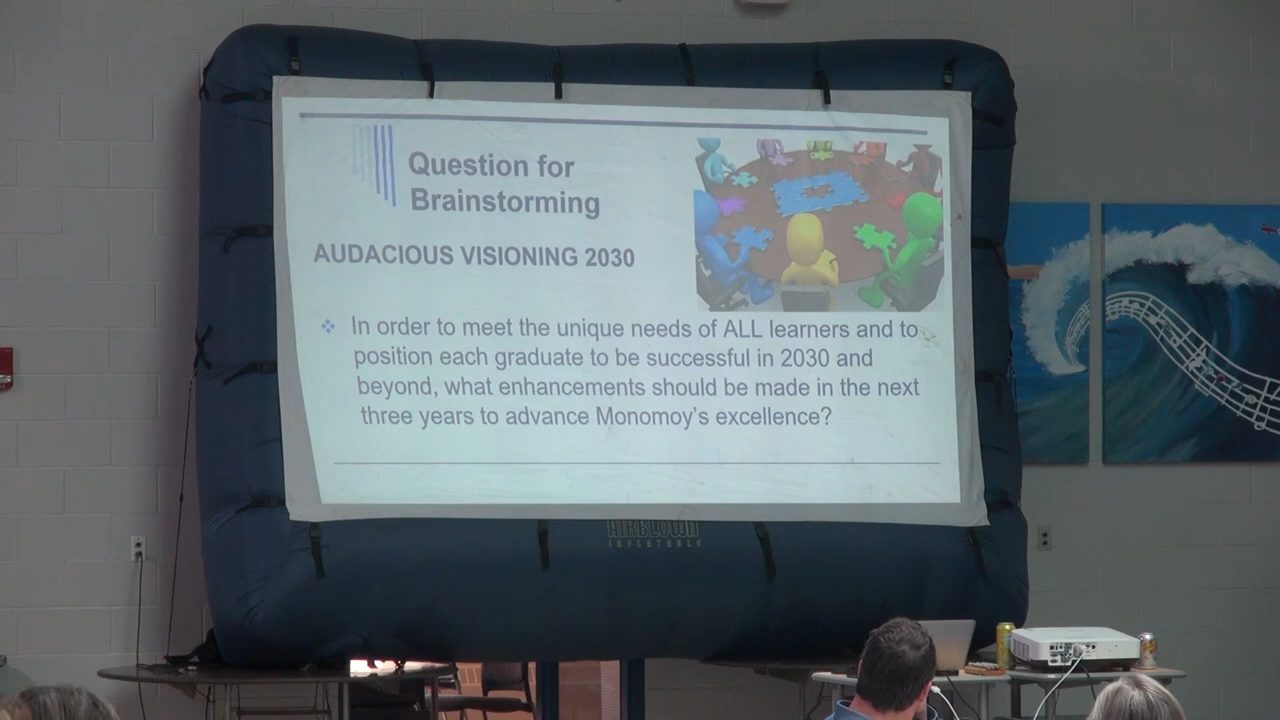 Question for
Brainstorming
AUDACIOUS VISIONING 2030
In order to meet the unique needs of ALL learners and to
position each graduate to be successful in 2030 and
beyond, what enhancements should be made in the next
three years to advance Monomoy's excellence?
AIRBLOWN
INFLATABLE